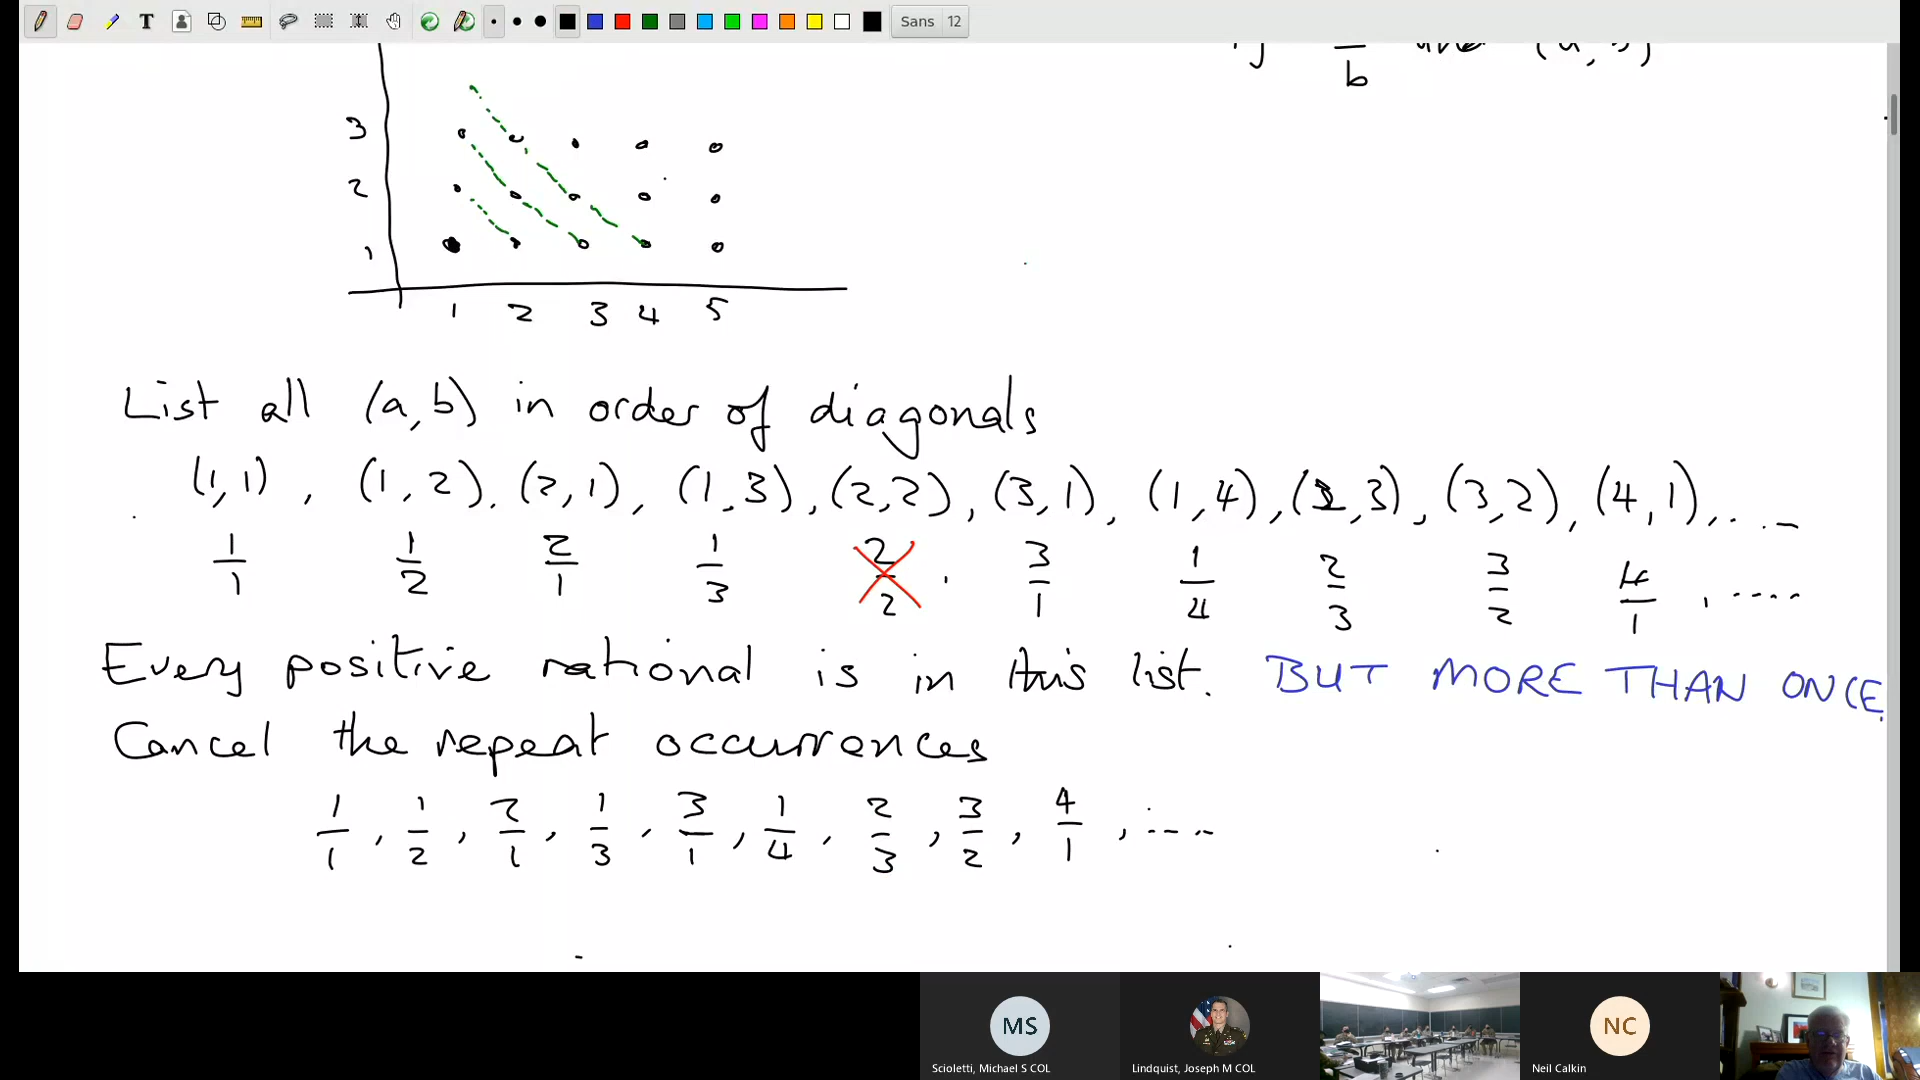 Sans 12
b
3
2
1
1 2 3 4 5
List all (a,b) in order of diagonals
(1,1), (1,2), (2,1), (1,3), (2,2), (3,1), (1,4), (2,3), (3,2), (4,1), ....
1/1 1/2 2/1 1/3 2/2 . 3/1 1/4 2/3 3/2 4/1 , ....
Every positive rational is in this list. BUT MORE THAN ONCE.
Cancel the repeat occurrences
1/1, 1/2, 2/1, 1/3, 3/1, 1/4, 2/3, 3/2, 4/1, ....
MS
NC
Scioletti, Michael S COL
Lindquist, Joseph M COL
Neil Calkin